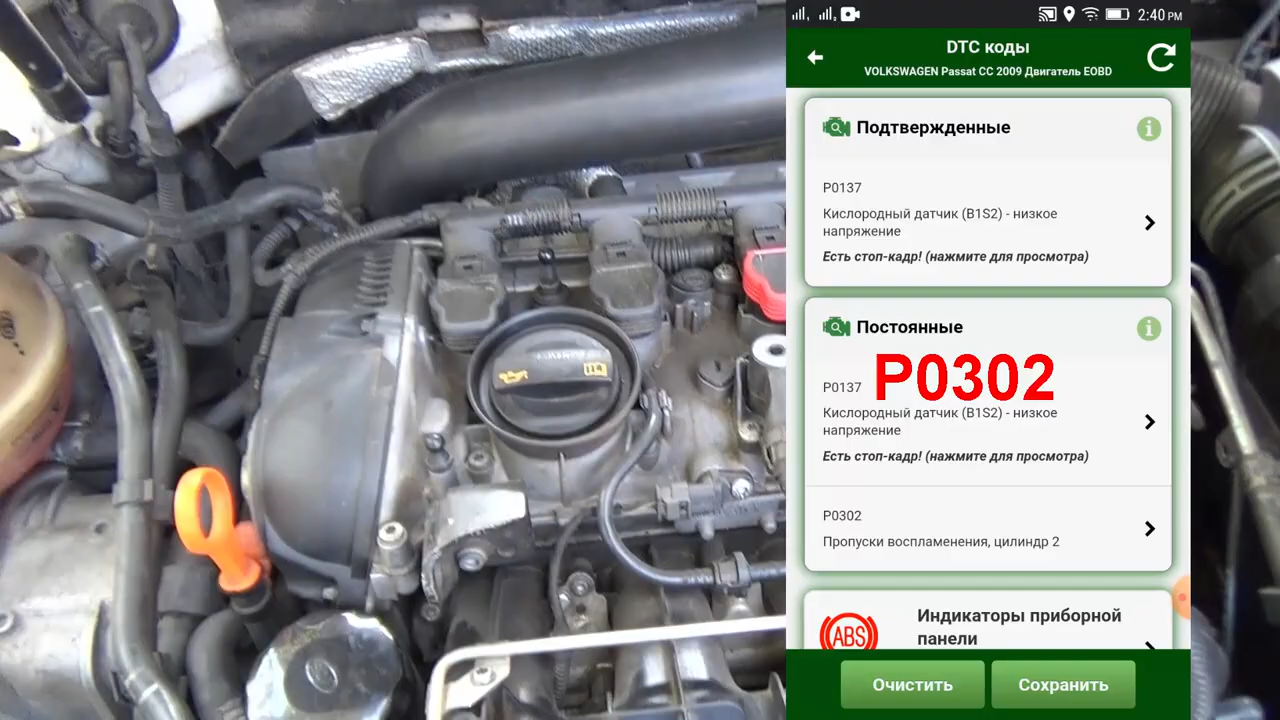 2:40 PM
DTC коды
VOLKSWAGEN Passat CC 2009 Двигатель EOBD
Подтвержденные
P0137
Кислородный датчик (B1S2) - низкое
напряжение
Есть стоп-кадр! (нажмите для просмотра)
Постоянные
P0302
P0137
Кислородный датчик (B1S2) - низкое
напряжение
Есть стоп-кадр! (нажмите для просмотра)
P0302
Пропуски воспламенения, цилиндр 2
ABS
Индикаторы приборной
панели
Очистить
Сохранить